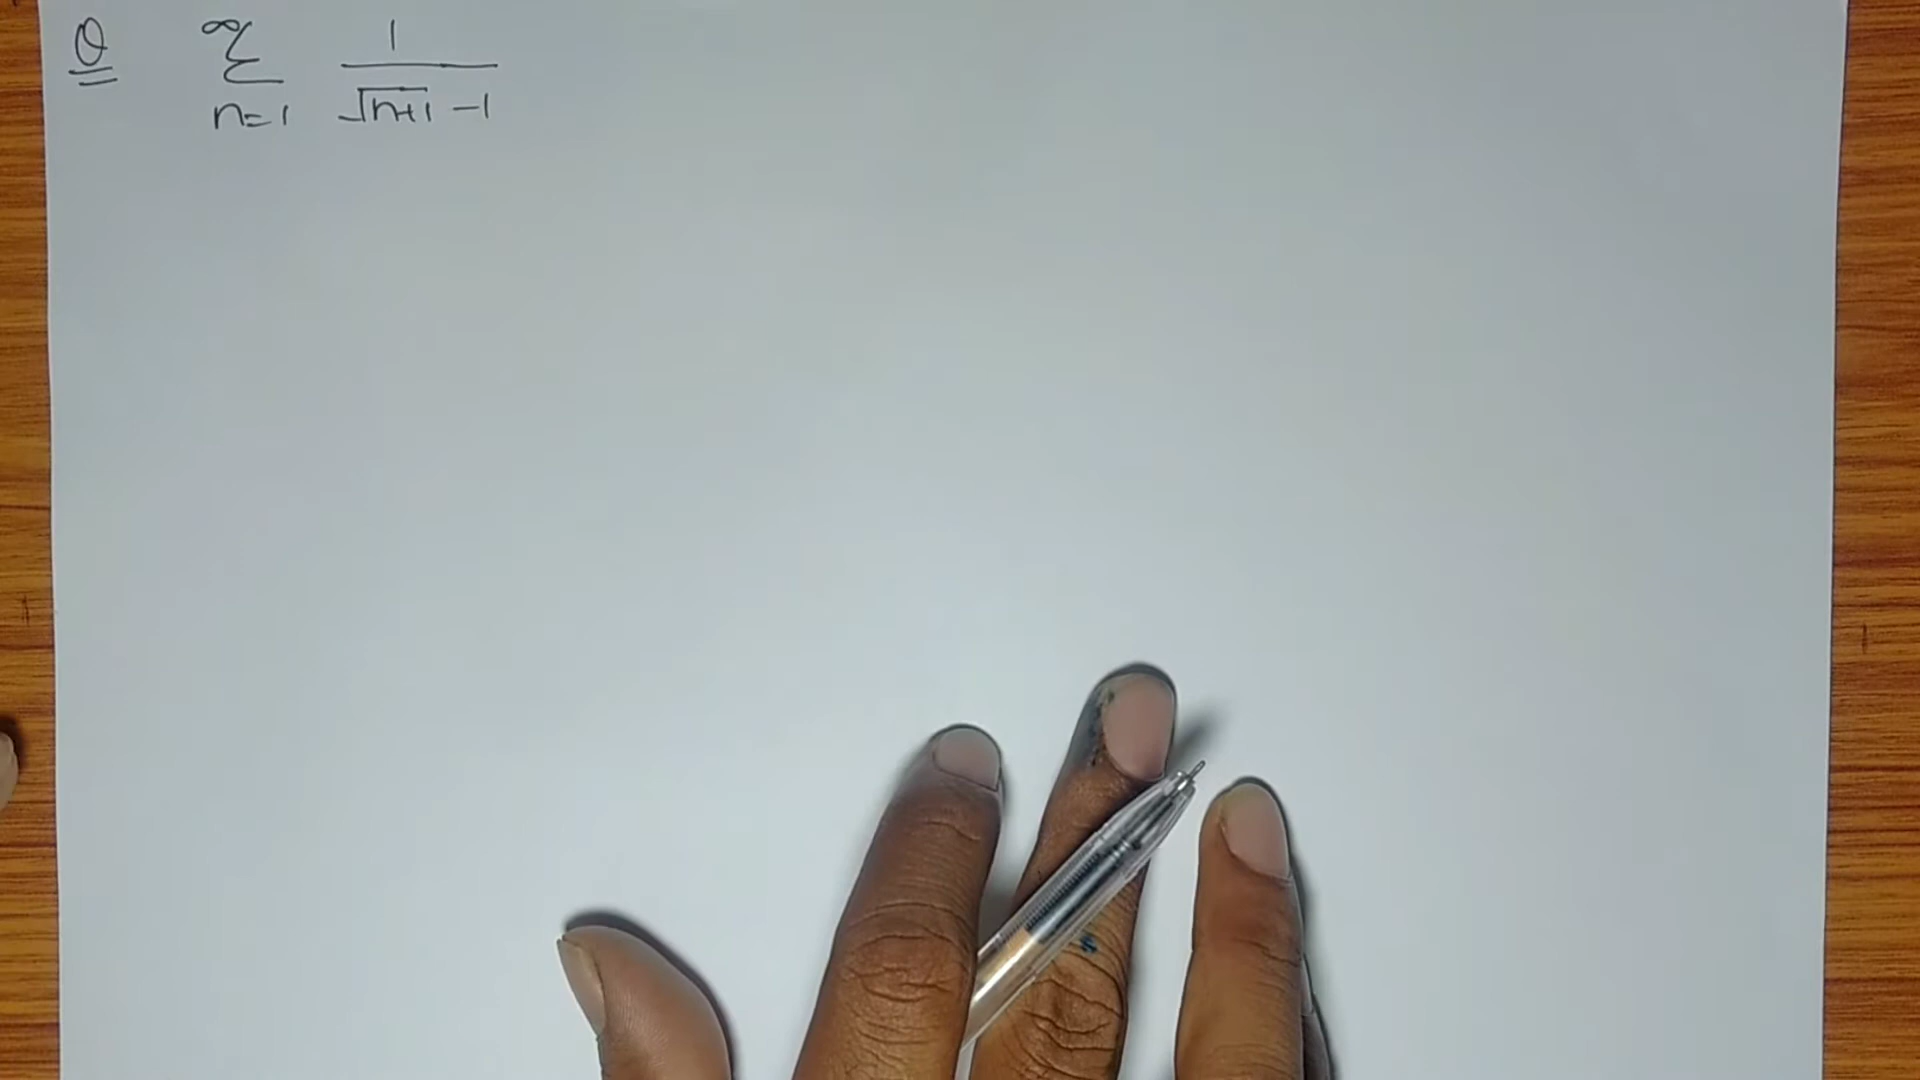 Q ∞∑n=1 1/(√(n+1) -1)